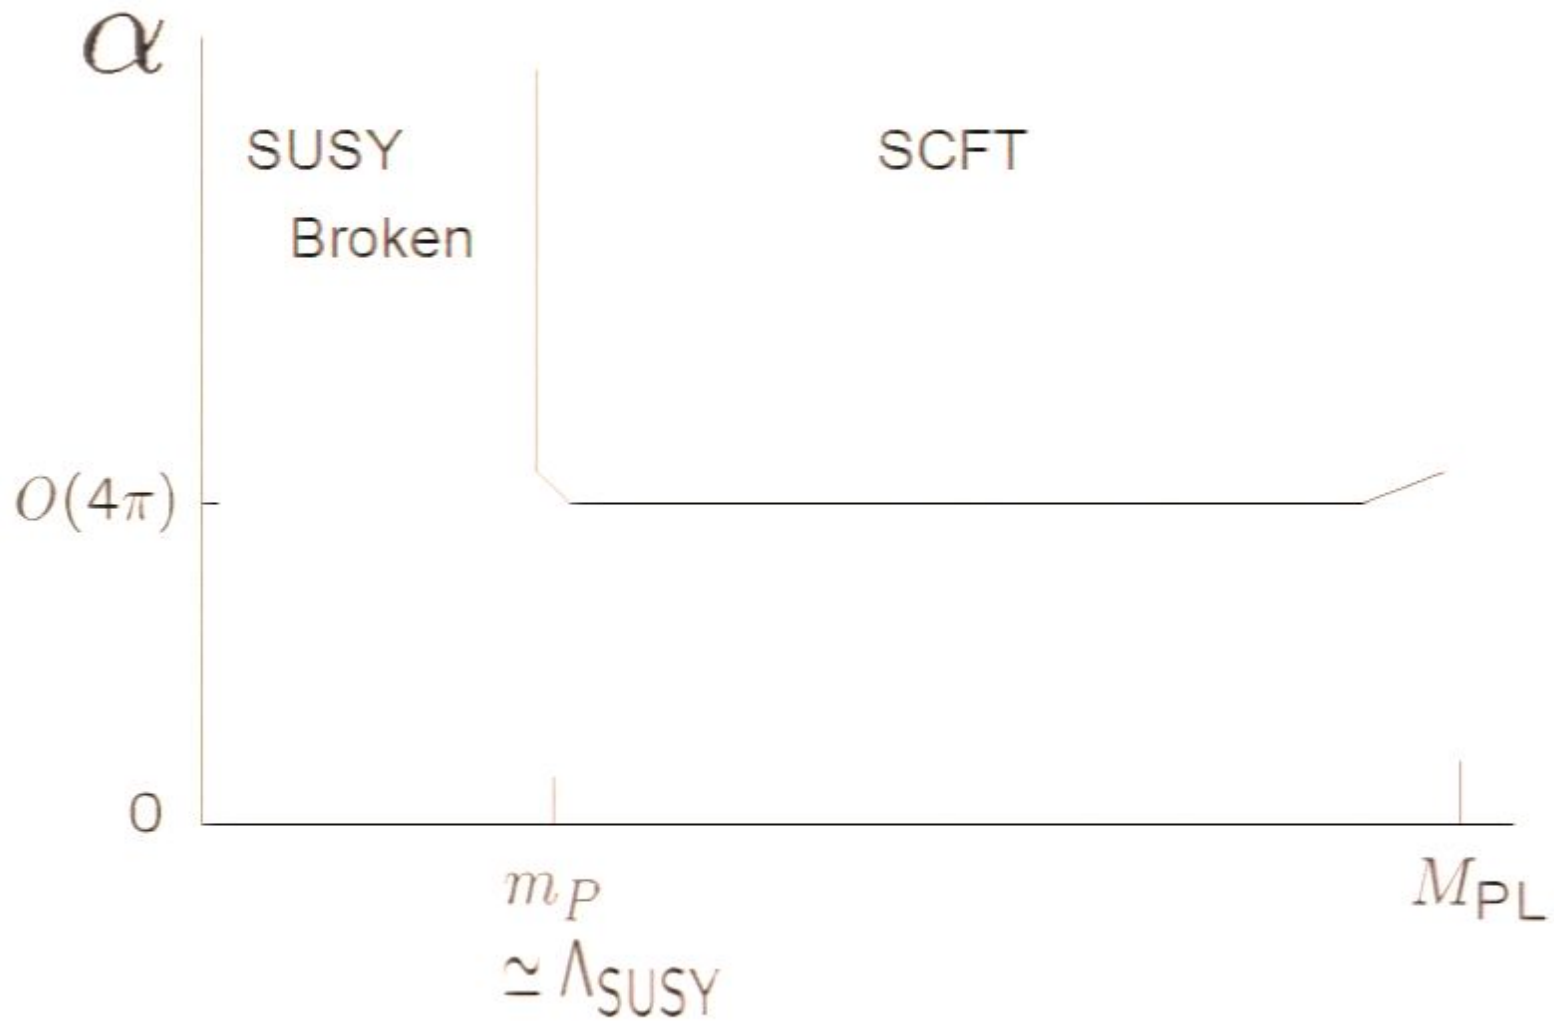 α
SUSY
Broken
SCFT
O(4π)
0
m_P
≃ Λ_SUSY
M_PL